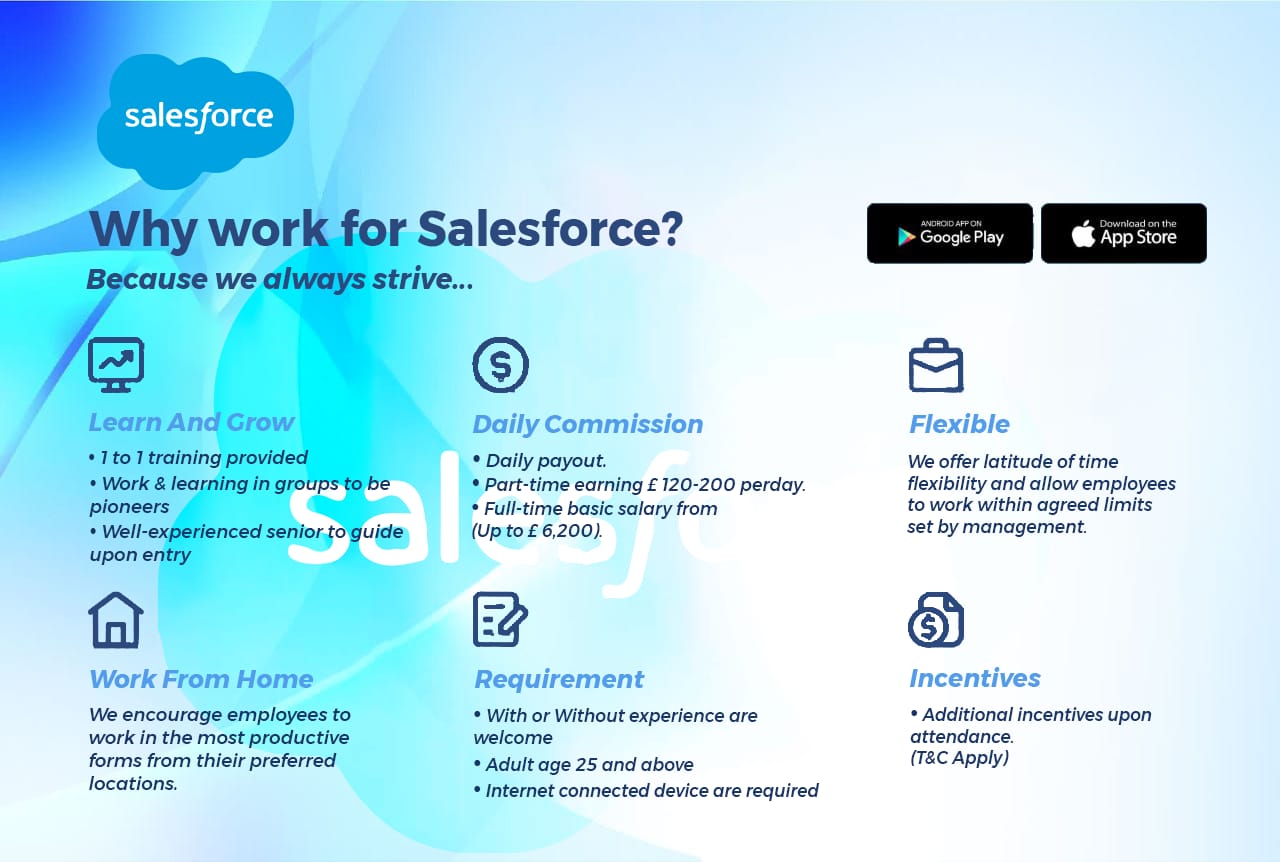 salesforce
Why work for Salesforce?
Because we always strive...
ANDROID APP ON
Google Play
Download on the
App Store
Learn And Grow
• 1 to 1 training provided
• Work & learning in groups to be
pioneers
• Well-experienced senior to guide
upon entry
Daily Commission
• Daily payout.
• Part-time earning £ 120-200 perday.
• Full-time basic salary from
(Up to £ 6,200).
Flexible
We offer latitude of time
flexibility and allow employees
to work within agreed limits
set by management.
salesfo
Work From Home
We encourage employees to
work in the most productive
forms from thieir preferred
locations.
Requirement
• With or Without experience are
welcome
• Adult age 25 and above
• Internet connected device are required
Incentives
• Additional incentives upon
attendance.
(T&C Apply)